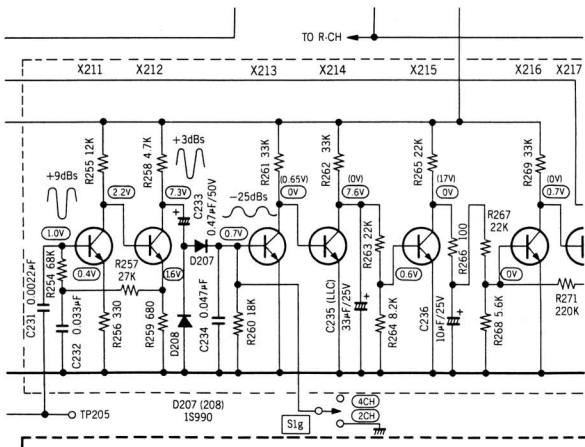 TO R-CH
X211 X212 X213 X214 X215 X216 X217
+9dBs
R255 12K
R258 4.7K
+3dBs
C233
0.47μF/50V
R261 33K
R262 33K
R265 22K
R269 33K
2.2V
7.3V
-25dBs
(0.65V)
0V
(0V)
7.6V
(17V)
0V
(0V)
0.7V
1.0V
0.7V
R263 22K
R266 100
R267
22K
C231 0.0022μF
R254 68K
0.4V
R257
27K
1.6V
D207
0.6V
0V
C232
0.033μF
R256 330
R259 680
D208
C234 0.047μF
R260 18K
C235 (LLC)
33μF/25V
R264 8.2K
C236
10μF/25V
R268 5.6K
R271
220K
TP205
D207 (208)
1S990
S1g
4CH
2CH